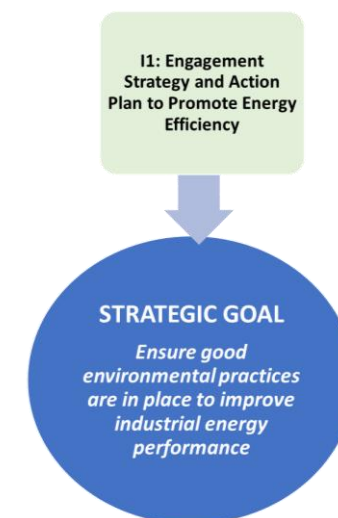 I1: Engagement
Strategy and Action
Plan to Promote Energy
Efficiency
STRATEGIC GOAL
Ensure good
environmental practices
are in place to improve
industrial energy
performance